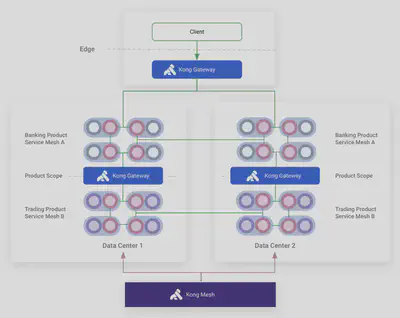 Client
Edge
Kong Gateway
Banking Product
Service Mesh A
Banking Product
Service Mesh A
Product Scope
Kong Gateway
Kong Gateway
Product Scope
Trading Product
Service Mesh B
Trading Product
Service Mesh B
Data Center 1
Data Center 2
Kong Mesh